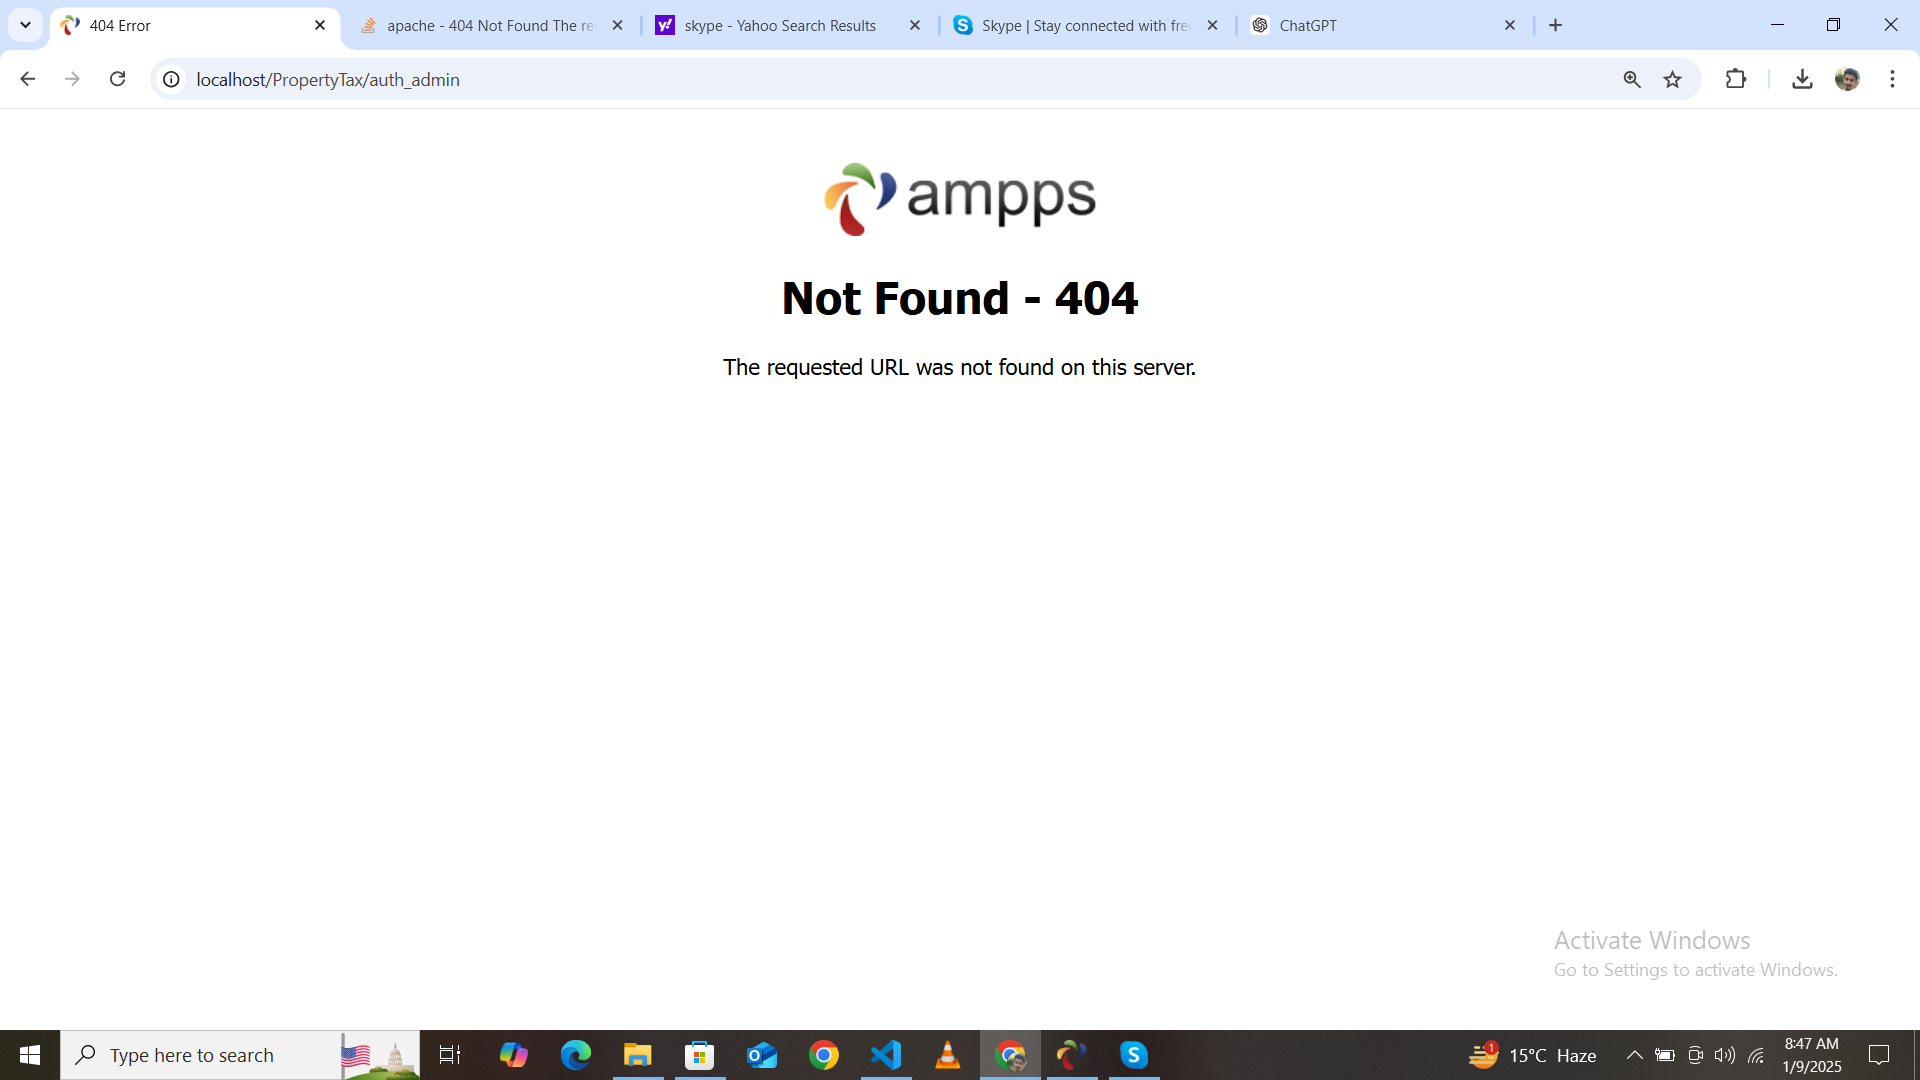 404 Error
apache - 404 Not Found The re
skype - Yahoo Search Results
Skype | Stay connected with fre
ChatGPT
localhost/PropertyTax/auth_admin
ampps
Not Found - 404
The requested URL was not found on this server.
Activate Windows
Go to Settings to activate Windows.
Type here to search
1
15°C Haze
8:47 AM
1/9/2025